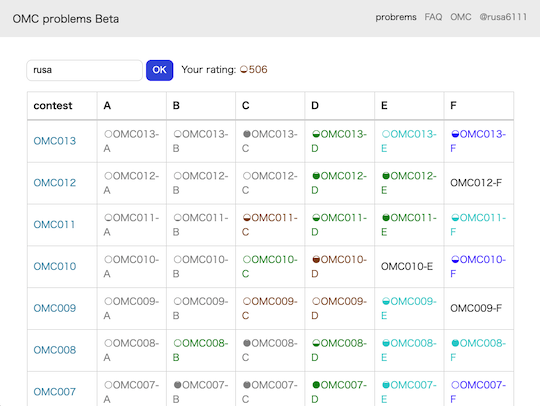 OMC problems Beta
probrems FAQ OMC @rusa6111
rusa OK Your rating: 506
contest A B C D E F
OMC013 OMC013-A OMC013-B OMC013-C OMC013-D OMC013-E OMC013-F
OMC012 OMC012-A OMC012-B OMC012-C OMC012-D OMC012-E OMC012-F
OMC011 OMC011-A OMC011-B OMC011-C OMC011-D OMC011-E OMC011-F
OMC010 OMC010-A OMC010-B OMC010-C OMC010-D OMC010-E OMC010-F
OMC009 OMC009-A OMC009-B OMC009-C OMC009-D OMC009-E OMC009-F
OMC008 OMC008-A OMC008-B OMC008-C OMC008-D OMC008-E OMC008-F
OMC007 OMC007-A OMC007-B OMC007-C OMC007-D OMC007-E OMC007-F